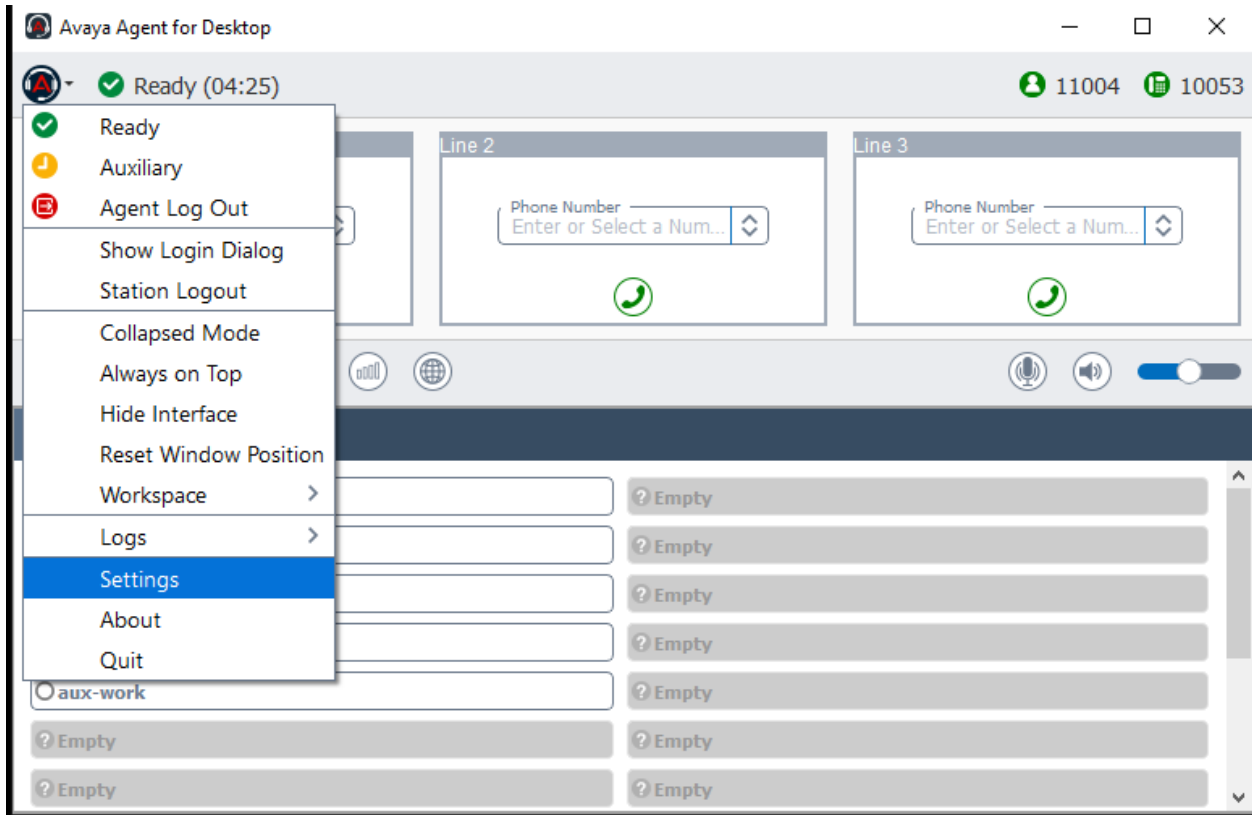 Avaya Agent for Desktop
Ready (04:25)
11004
10053
Ready
Auxiliary
Agent Log Out
Show Login Dialog
Station Logout
Collapsed Mode
Always on Top
Hide Interface
Reset Window Position
Workspace
Logs
Settings
About
Quit
Line 2
Phone Number
Enter or Select a Num...
Line 3
Phone Number
Enter or Select a Num...
Empty
Empty
Empty
Empty
aux-work
Empty
Empty
Empty
Empty
Empty